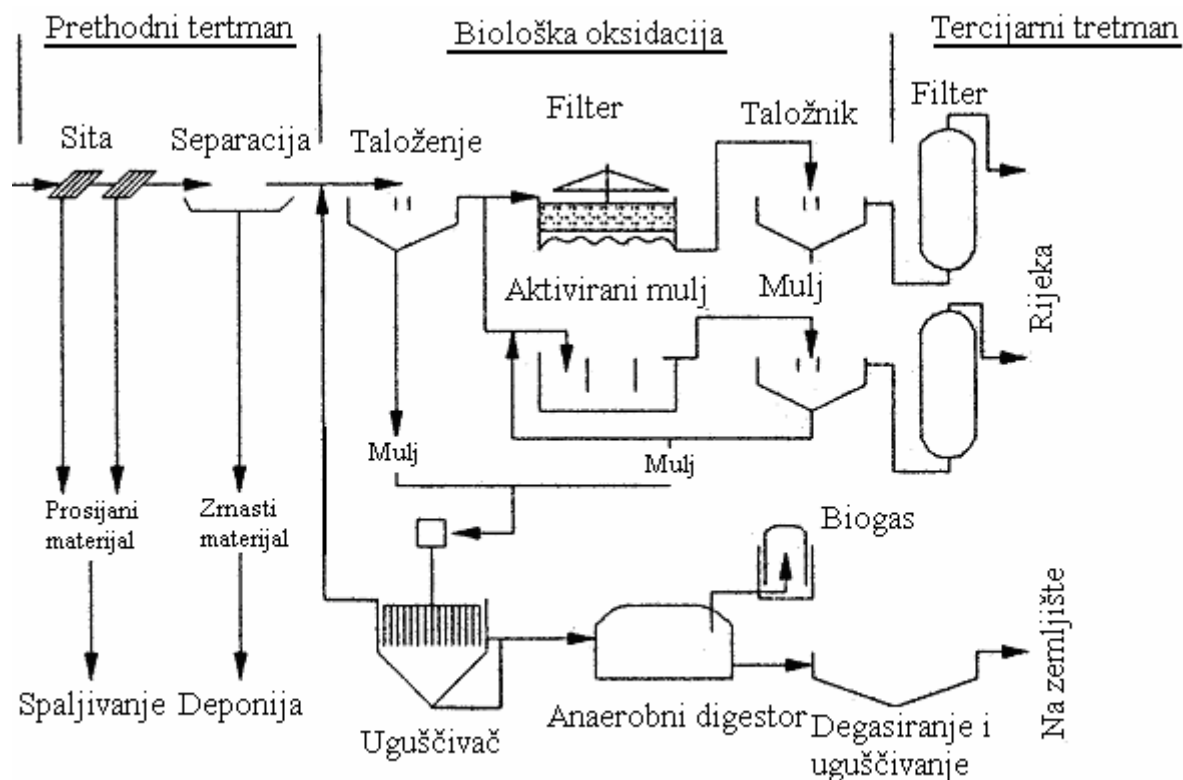 Prethodni tertman
Biološka oksidacija
Tercijarni tretman
Sita
Separacija
Taloženje
Filter
Taložnik
Filter
Aktivirani mulj
Mulj
Rijeka
Mulj
Mulj
Prosijani
materijal
Zrnasti
materijal
Biogas
Spaljivanje
Deponija
Uguščivač
Anaerobni digestor
Degasiranje i
uguščivanje
Na zemljište